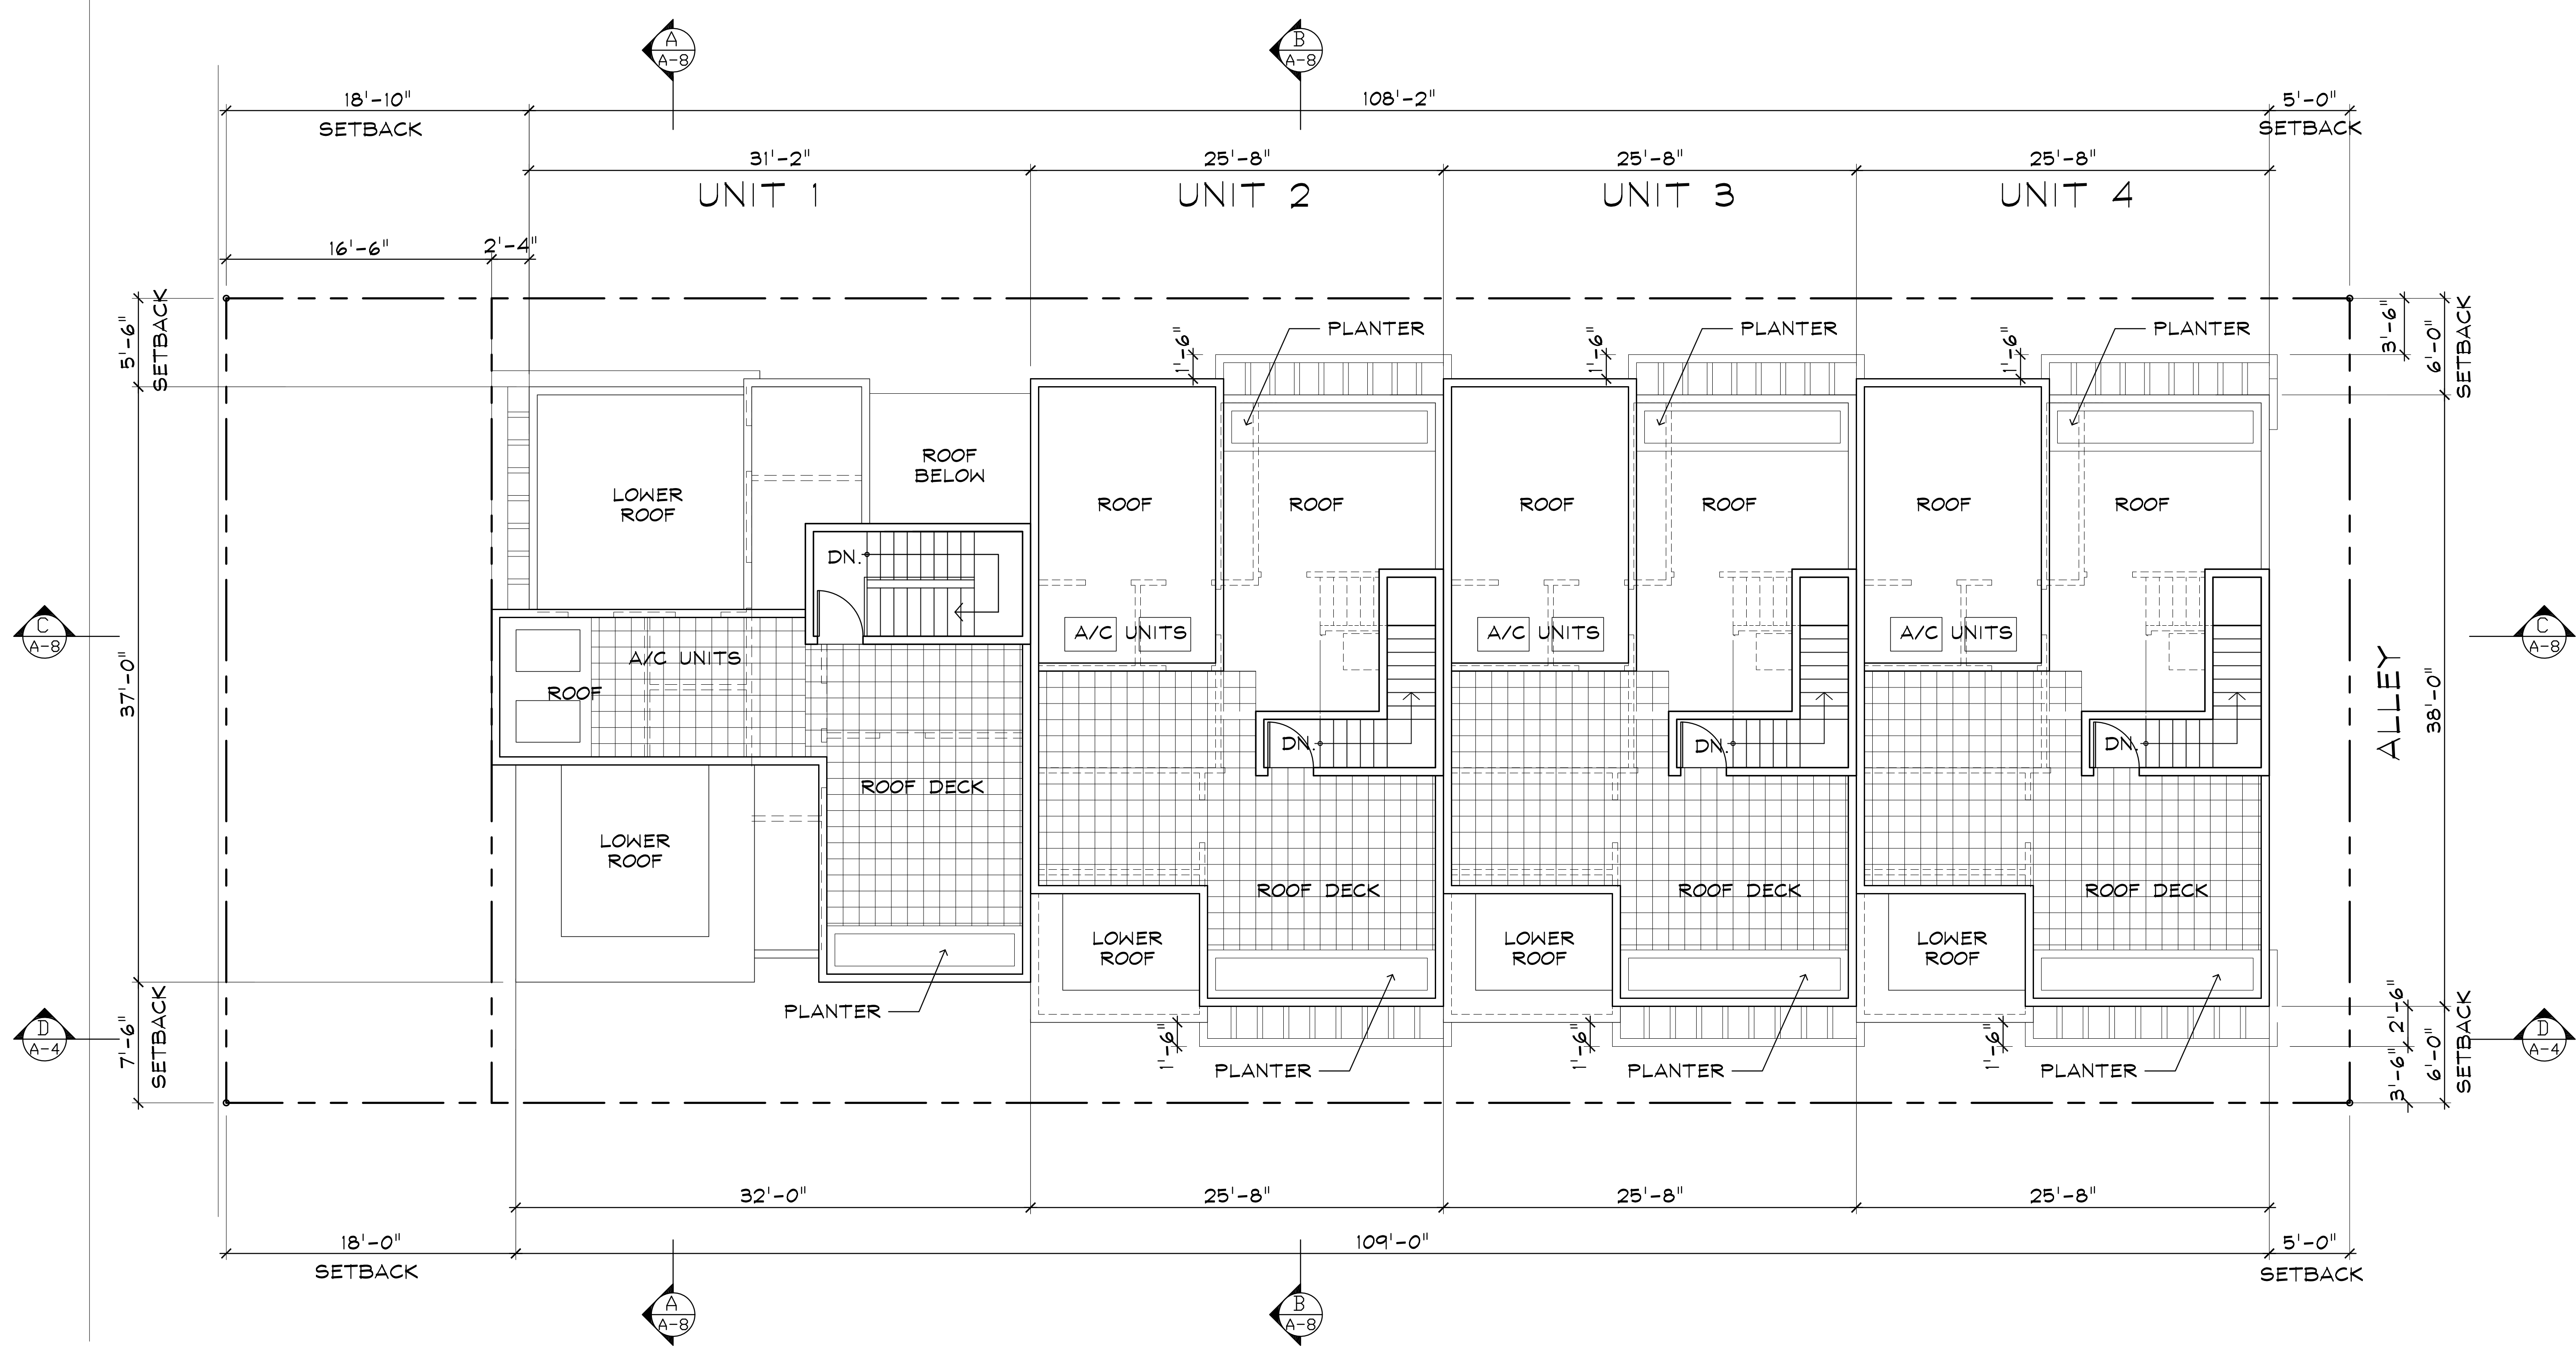 A
A-8
B
A-8
18'-10"
108'-2"
5'-0"
SETBACK
SETBACK
31'-2"
25'-8"
25'-8"
25'-8"
UNIT 1
UNIT 2
UNIT 3
UNIT 4
16'-6"
2'-4"
5'-6"
SETBACK
1'-6"
PLANTER
1'-6"
PLANTER
1'-6"
PLANTER
3'-6"
6'-0"
SETBACK
ROOF
BELOW
LOWER
ROOF
ROOF
ROOF
ROOF
ROOF
ROOF
ROOF
DN.
C
A-8
C
A-8
A/C UNITS
A/C UNITS
A/C UNITS
A/C UNITS
ROOF
37'-0"
38'-0"
ALLEY
DN.
DN.
DN.
ROOF DECK
LOWER
ROOF
ROOF DECK
ROOF DECK
ROOF DECK
LOWER
ROOF
LOWER
ROOF
LOWER
ROOF
PLANTER
D
A-4
D
A-4
7'-6"
SETBACK
1'-6"
PLANTER
1'-6"
PLANTER
1'-6"
PLANTER
2'-6"
3'-6"
6'-0"
SETBACK
32'-0"
25'-8"
25'-8"
25'-8"
18'-0"
109'-0"
5'-0"
SETBACK
SETBACK
A
A-8
B
A-8